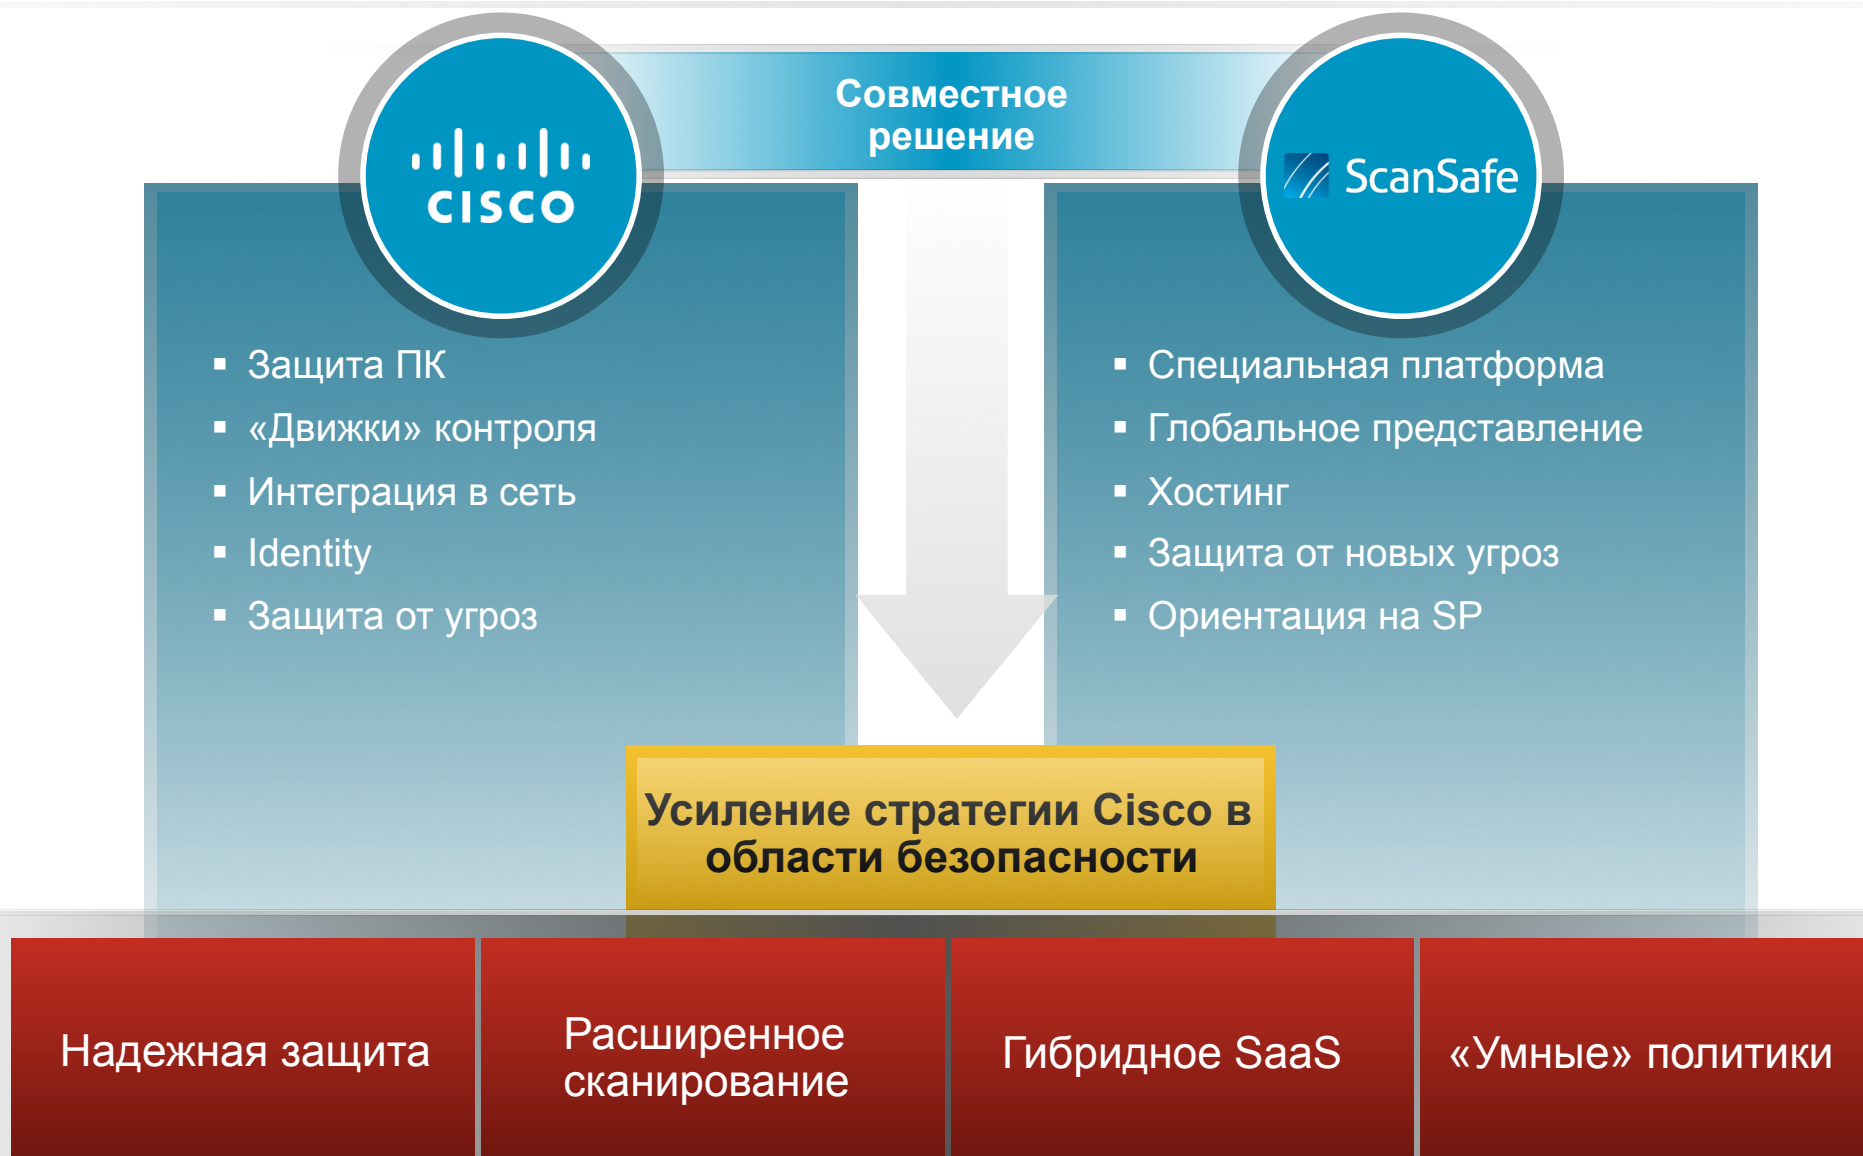 Совместное
решение
CISCO
ScanSafe
Защита ПК
«Движки» контроля
Интеграция в сеть
Identity
Защита от угроз
Специальная платформа
Глобальное представление
Хостинг
Защита от новых угроз
Ориентация на SP
Усиление стратегии Cisco в
области безопасности
Надежная защита
Расширенное
сканирование
Гибридное SaaS
«Умные» политики